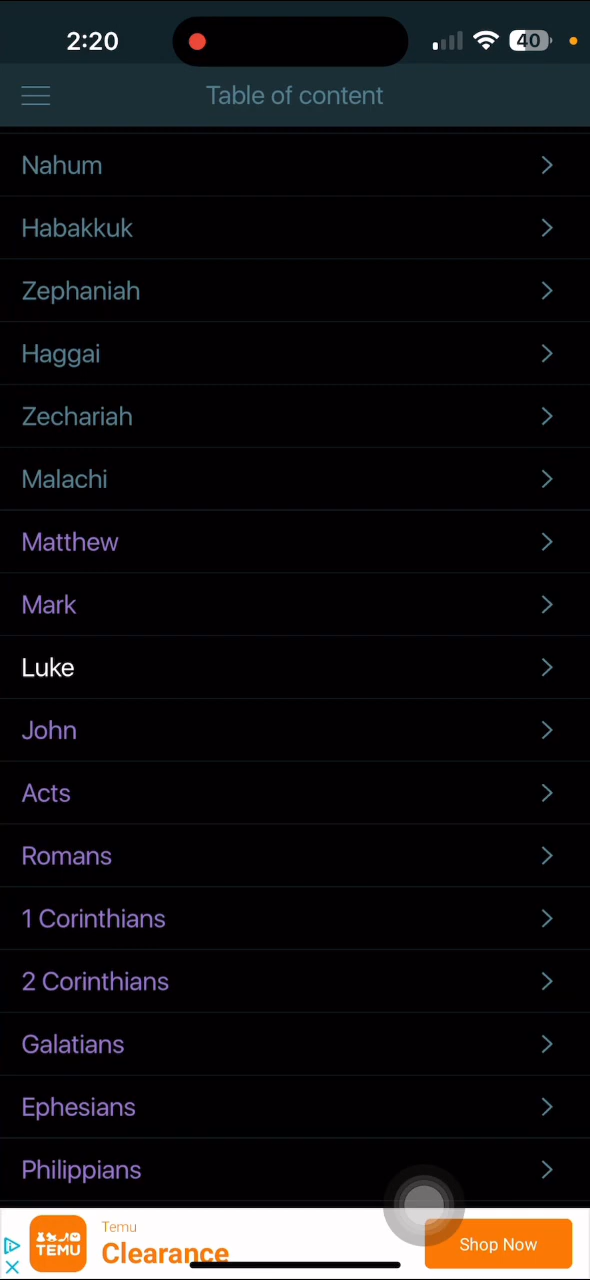 2:20
40
Table of content
Nahum
Habakkuk
Zephaniah
Haggai
Zechariah
Malachi
Matthew
Mark
Luke
John
Acts
Romans
1 Corinthians
2 Corinthians
Galatians
Ephesians
Philippians
TEMU
Temu
Clearance
Shop Now